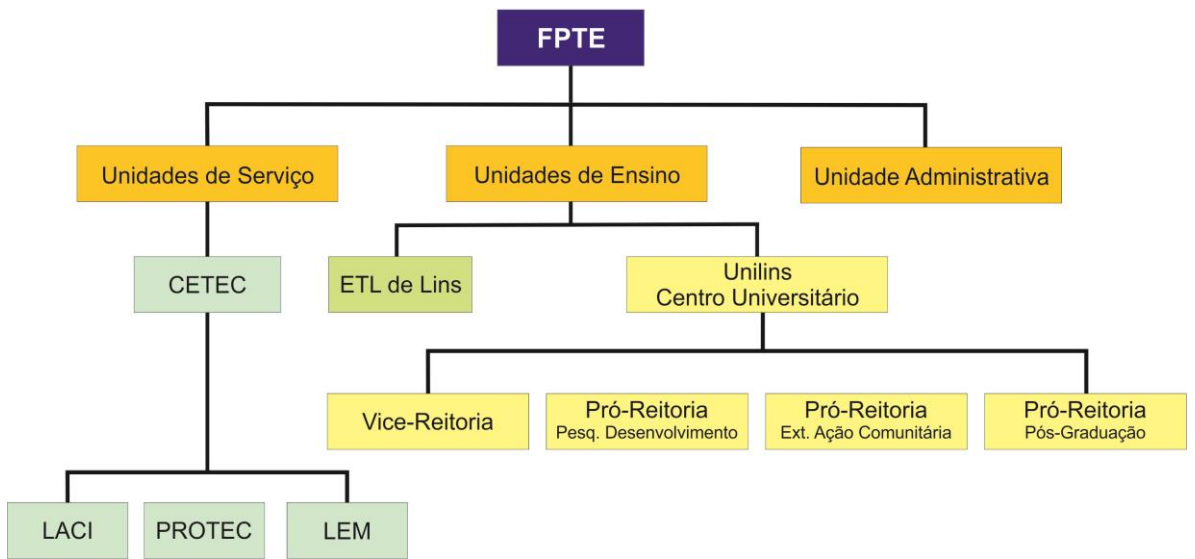 FPTE
Unidades de Serviço
Unidades de Ensino
Unidade Administrativa
CETEC
ETL de Lins
Unilins
Centro Universitário
Vice-Reitoria
Pró-Reitoria
Pesq. Desenvolvimento
Pró-Reitoria
Ext. Ação Comunitária
Pró-Reitoria
Pós-Graduação
LACI
PROTEC
LEM